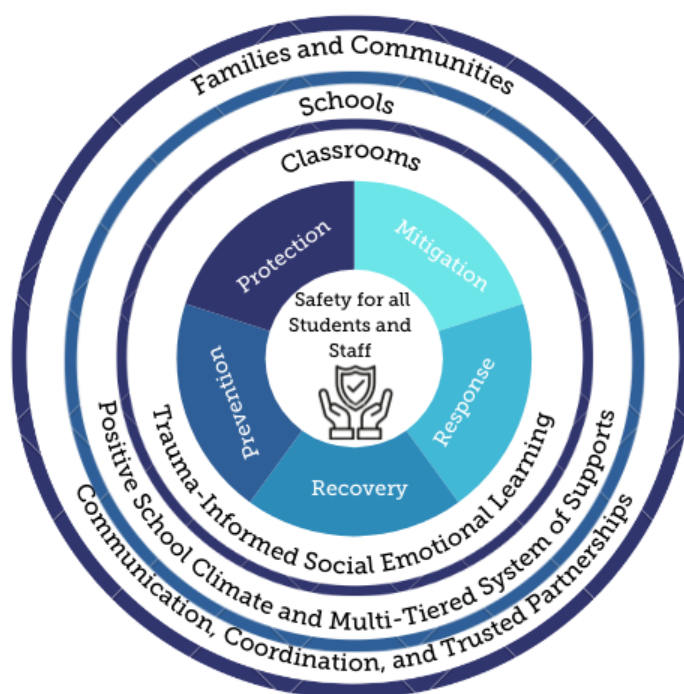 Families and Communities
Schools
Classrooms
Protection
Mitigation
Safety for all
Students and
Staff
Prevention
Response
Recovery
Trauma-Informed Social Emotional Learning
Positive School Climate and Multi-Tiered System of Supports
Communication, Coordination, and Trusted Partnerships